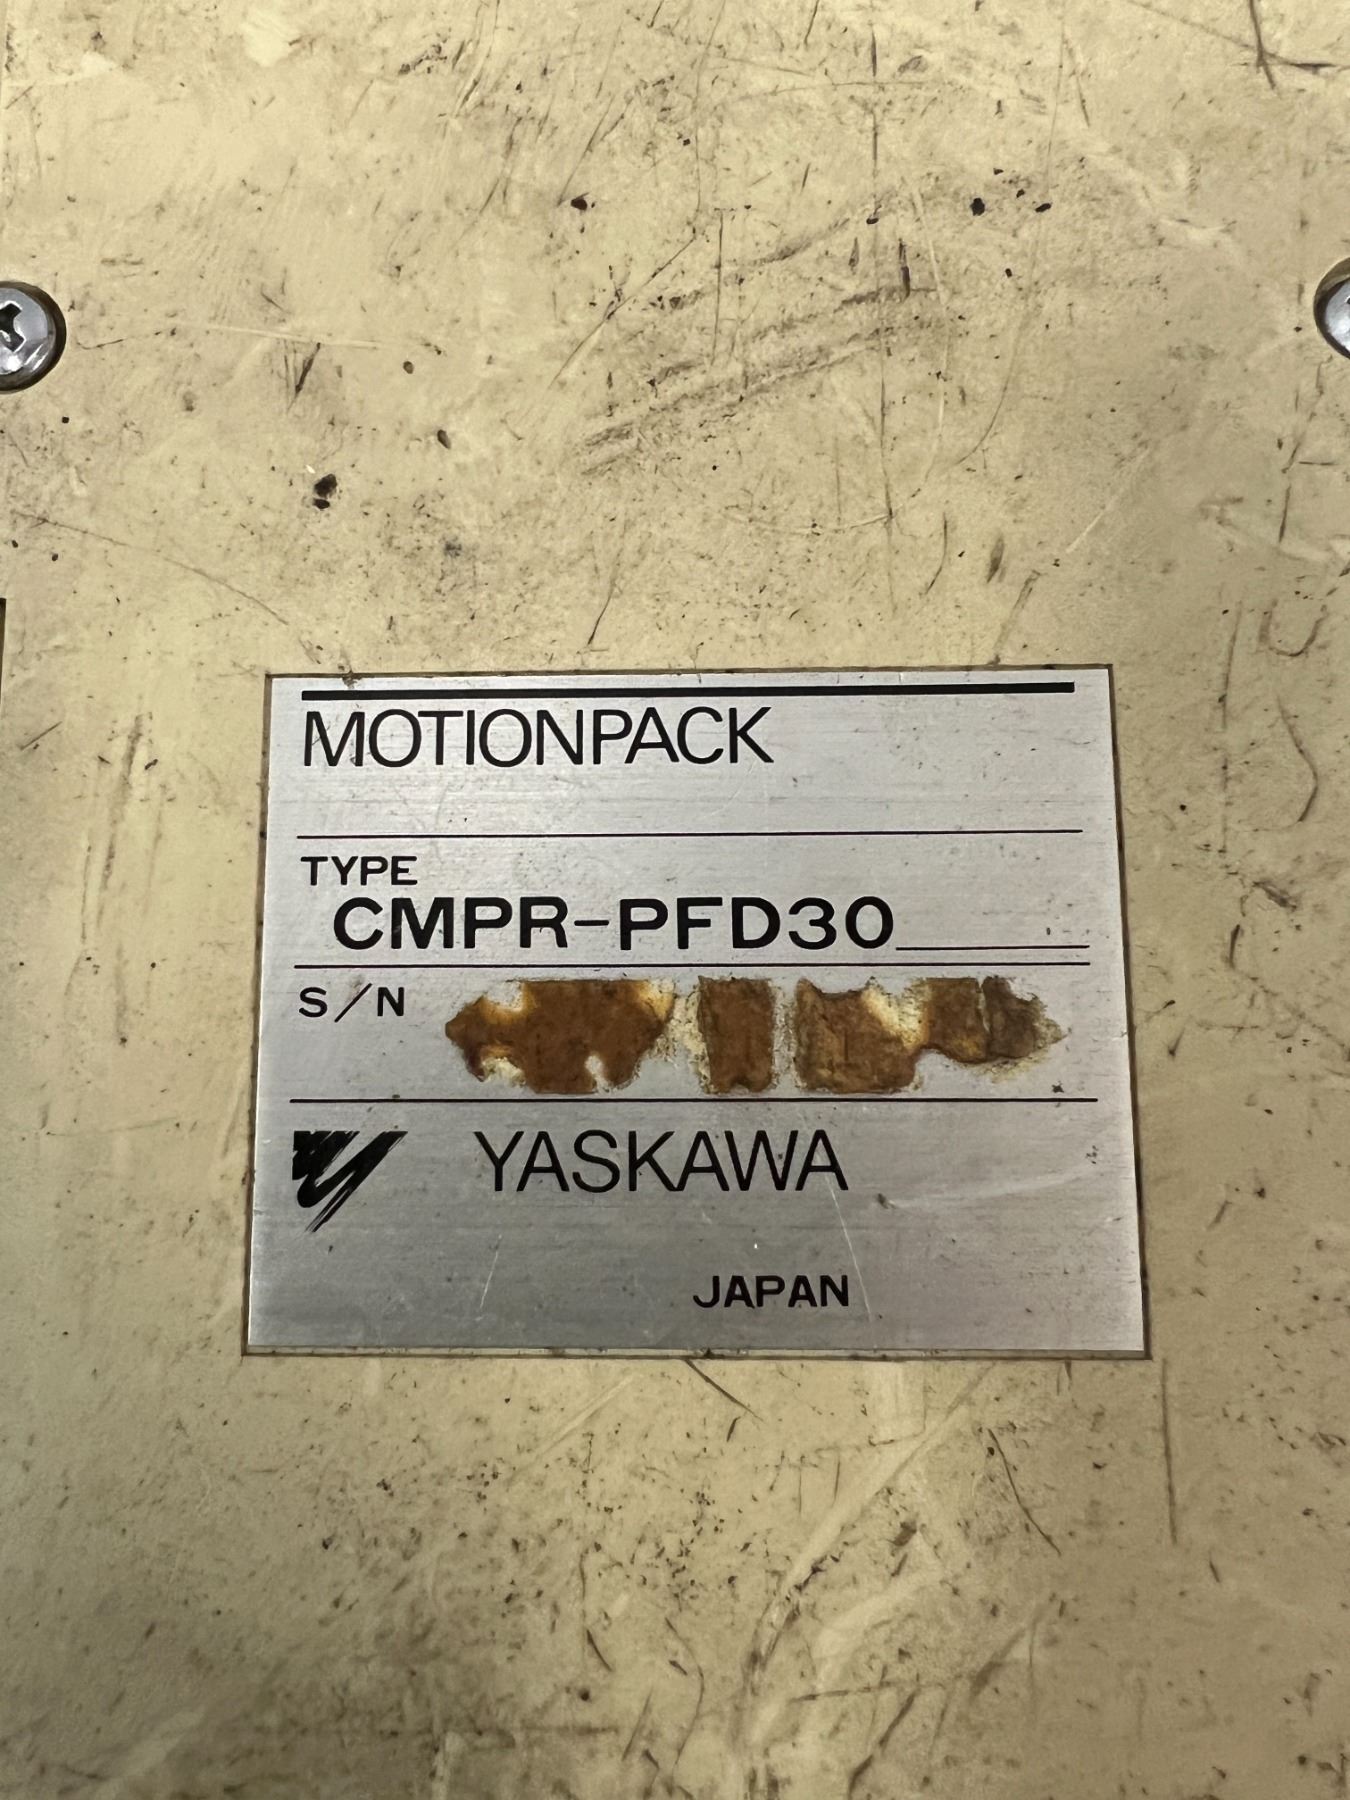 MOTIONPACK
TYPE
CMPR-PFD30
S/N
YASKAWA
JAPAN